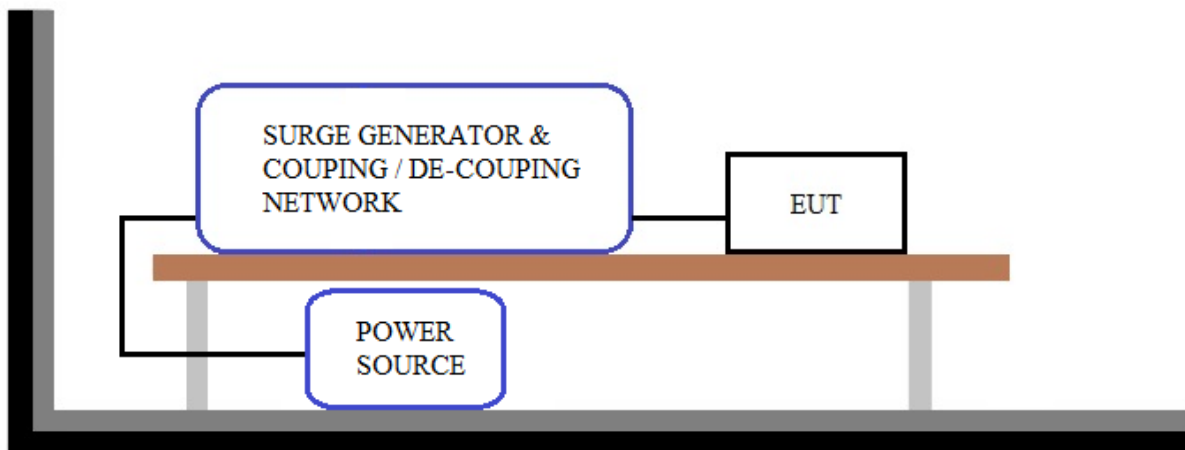 SURGE GENERATOR &
COUPING / DE-COUPING
NETWORK
EUT
POWER
SOURCE